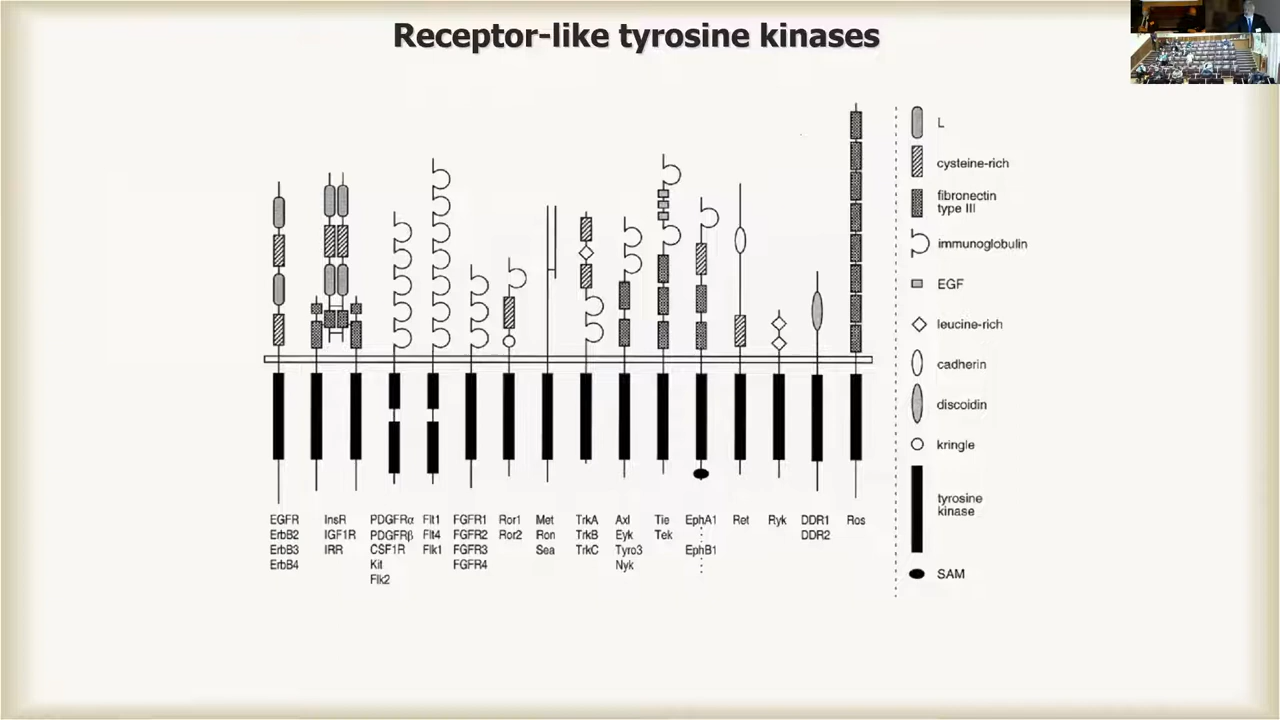 Receptor-like tyrosine kinases
L
cysteine-rich
fibronectin
type III
immunoglobulin
EGF
leucine-rich
cadherin
discoidin
kringle
tyrosine
kinase
SAM
EGFR
ErbB2
ErbB3
ErbB4
InsR
IGF1R
IRR
PDGFRα
PDGFRβ
CSF1R
Kit
Flk2
Flt1
Flt4
Flk1
FGFR1
FGFR2
FGFR3
FGFR4
Ror1
Ror2
Met
Ron
Sea
TrkA
TrkB
TrkC
Axl
Eyk
Tyro3
Nyk
Tie
Tek
EphA1
EphB1
Ret
Ryk
DDR1
DDR2
Ros